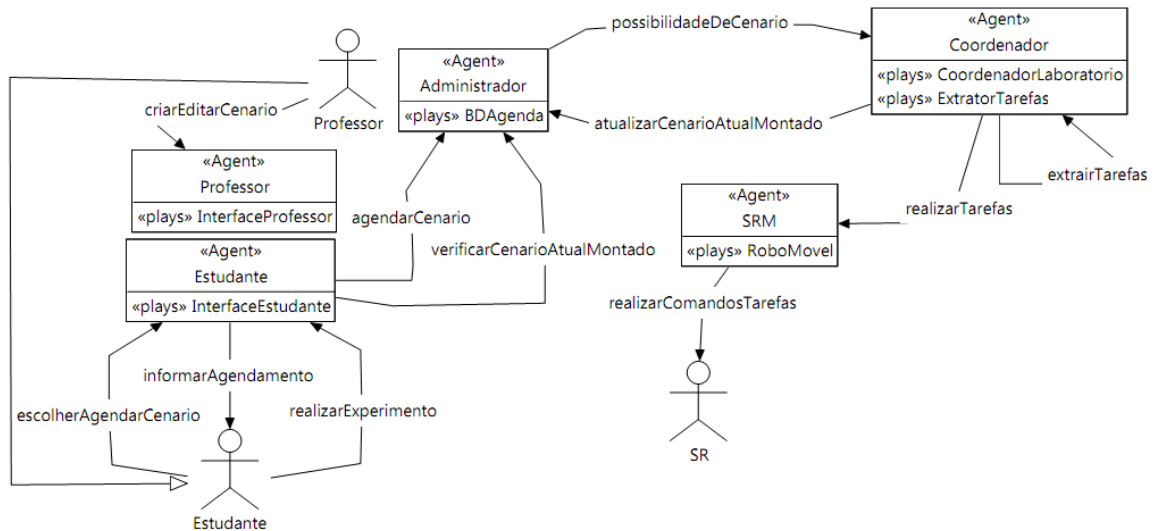 possibilidadeDeCenario
«Agent»
Coordenador
«plays» CoordenadorLaboratorio
«plays» ExtratorTarefas
«Agent»
Administrador
«plays» BDAgenda
criarEditarCenario
Professor
atualizarCenarioAtualMontado
«Agent»
Professor
«plays» InterfaceProfessor
extrairTarefas
«Agent»
SRM
«plays» RoboMovel
realizarTarefas
agendarCenario
verificarCenarioAtualMontado
«Agent»
Estudante
«plays» InterfaceEstudante
realizarComandosTarefas
informarAgendamento
escolherAgendarCenario
realizarExperimento
SR
Estudante